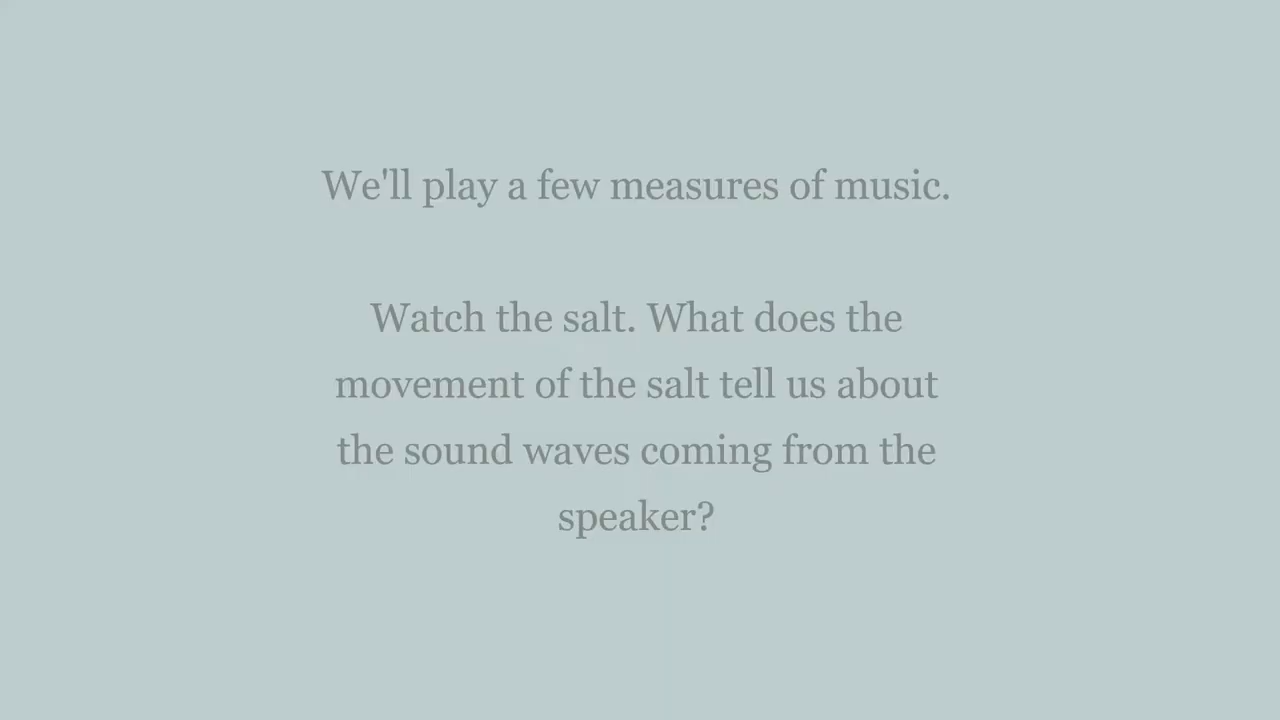 We'll play a few measures of music.
Watch the salt. What does the
movement of the salt tell us about
the sound waves coming from the
speaker?